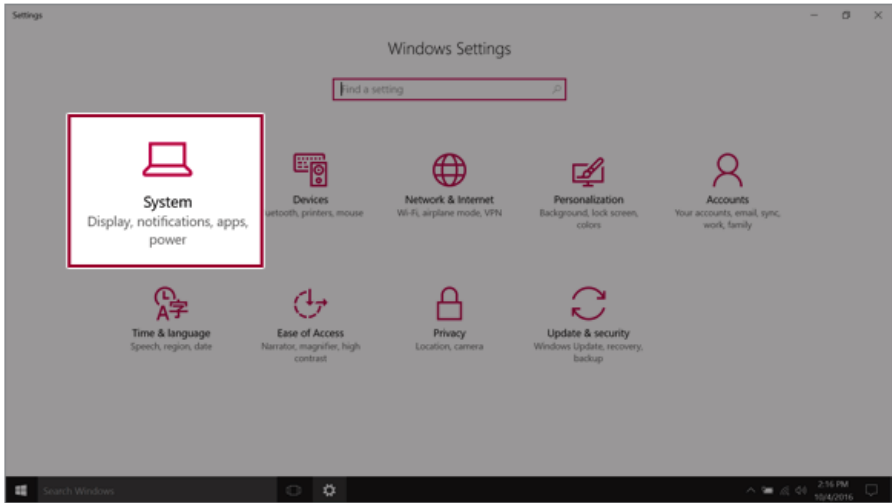 Settings
Windows Settings
Find a setting
System
Display, notifications, apps,
power
Devices
uetooth, printers, mouse
Network & Internet
Wi-Fi, airplane mode, VPN
Personalization
Background, lock screen,
colors
Accounts
Your accounts, email, sync,
work, family
Time & language
Speech, region, date
Ease of Access
Narrator, magnifier, high
contrast
Privacy
Location, camera
Update & security
Windows Update, recovery,
backup
Search Windows
2:16 PM
10/4/2016